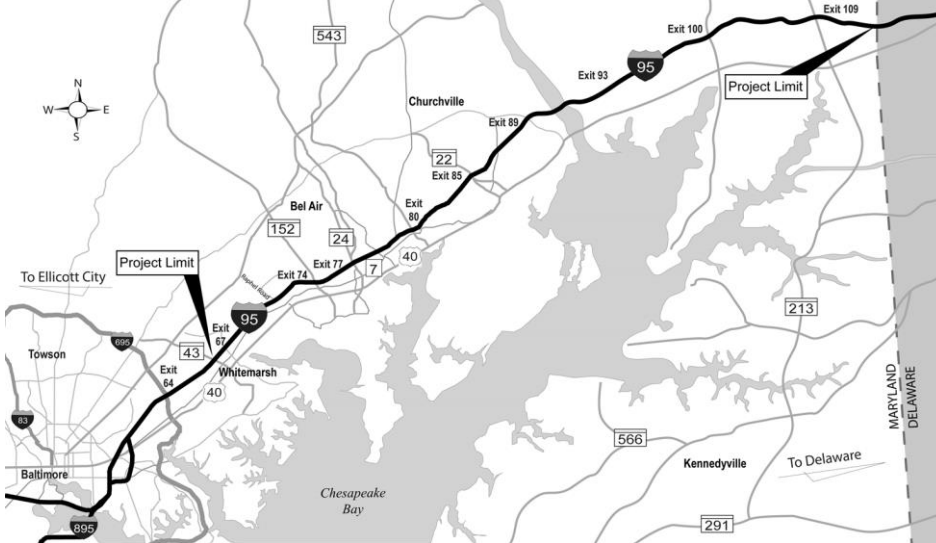 543
Exit 109
Exit 100
95
Exit 93
Project Limit
N
W E
S
Churchville
Exit 89
22
Exit 85
Bel Air
Exit
80
152
24
40
Project Limit
To Ellicott City
Exit 77
7
Exit 74
Raphel Road
95
213
Exit
67
695
43
Towson
Whitemarsh
Exit
64
40
MARYLAND
DELAWARE
83
566
Kennedyville
To Delaware
Baltimore
Chesapeake
Bay
291
895